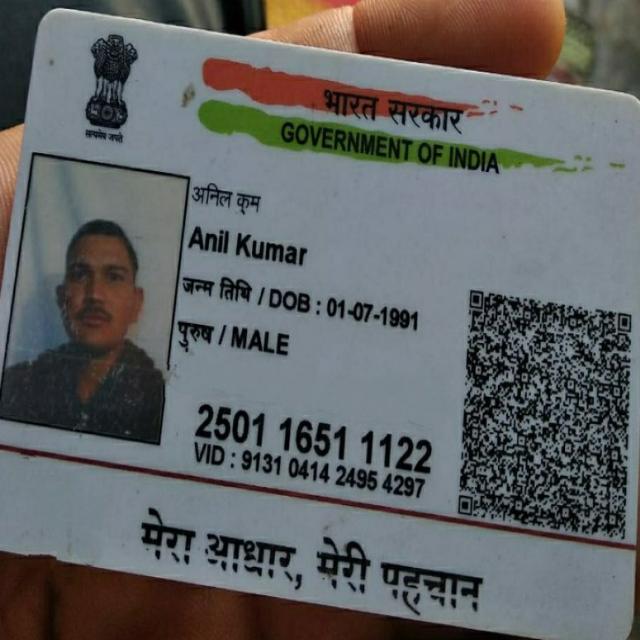 सत्यमेव जयते
भारत सरकार
GOVERNMENT OF INDIA
अनिल कुम
Anil Kumar
जन्म तिथि / DOB : 01-07-1991
पुरुष / MALE
2501 1651 1122
VID : 9131 0414 2495 4297
मेरा आधार, मेरी पहचान